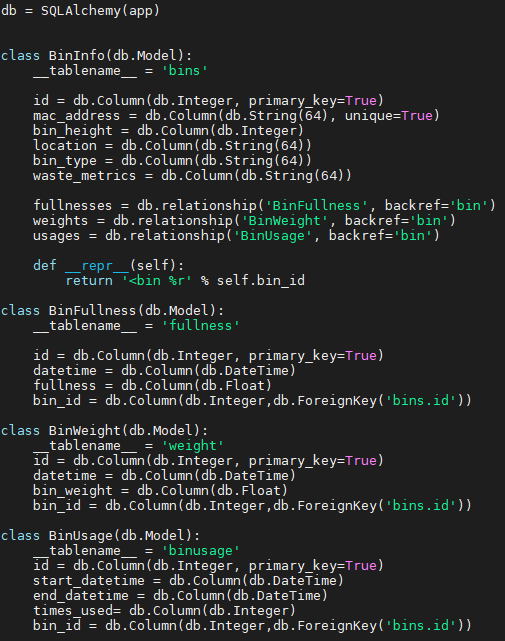 db = SQLAlchemy(app)
class BinInfo(db.Model):
    __tablename__ = 'bins'
    id = db.Column(db.Integer, primary_key=True)
    mac_address = db.Column(db.String(64), unique=True)
    bin_height = db.Column(db.Integer)
    location = db.Column(db.String(64))
    bin_type = db.Column(db.String(64))
    waste_metrics = db.Column(db.String(64))
    fullnesses = db.relationship('BinFullness', backref='bin')
    weights = db.relationship('BinWeight', backref='bin')
    usages = db.relationship('BinUsage', backref='bin')
    def __repr__(self):
        return '<bin %r' % self.bin_id
class BinFullness(db.Model):
    __tablename__ = 'fullness'
    id = db.Column(db.Integer, primary_key=True)
    datetime = db.Column(db.DateTime)
    fullness = db.Column(db.Float)
    bin_id = db.Column(db.Integer,db.ForeignKey('bins.id'))
class BinWeight(db.Model):
    __tablename__ = 'weight'
    id = db.Column(db.Integer, primary_key=True)
    datetime = db.Column(db.DateTime)
    bin_weight = db.Column(db.Float)
    bin_id = db.Column(db.Integer,db.ForeignKey('bins.id'))
class BinUsage(db.Model):
    __tablename__ = 'binusage'
    id = db.Column(db.Integer, primary_key=True)
    start_datetime = db.Column(db.DateTime)
    end_datetime = db.Column(db.DateTime)
    times_used= db.Column(db.Integer)
    bin_id = db.Column(db.Integer,db.ForeignKey('bins.id'))